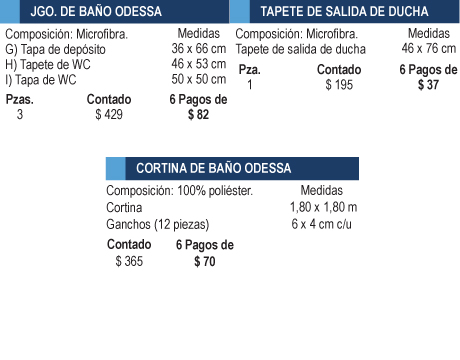 JGO. DE BAÑO ODESSA
Composición: Microfibra. Medidas
G) Tapa de depósito 36 x 66 cm
H) Tapete de WC 46 x 53 cm
I) Tapa de WC 50 x 50 cm
Pzas. Contado 6 Pagos de
3 $ 429 $ 82
TAPETE DE SALIDA DE DUCHA
Composición: Microfibra. Medidas
Tapete de salida de ducha 46 x 76 cm
Pza. Contado 6 Pagos de
1 $ 195 $ 37
CORTINA DE BAÑO ODESSA
Composición: 100% poliéster. Medidas
Cortina 1,80 x 1,80 m
Ganchos (12 piezas) 6 x 4 cm c/u
Contado 6 Pagos de
$ 365 $ 70